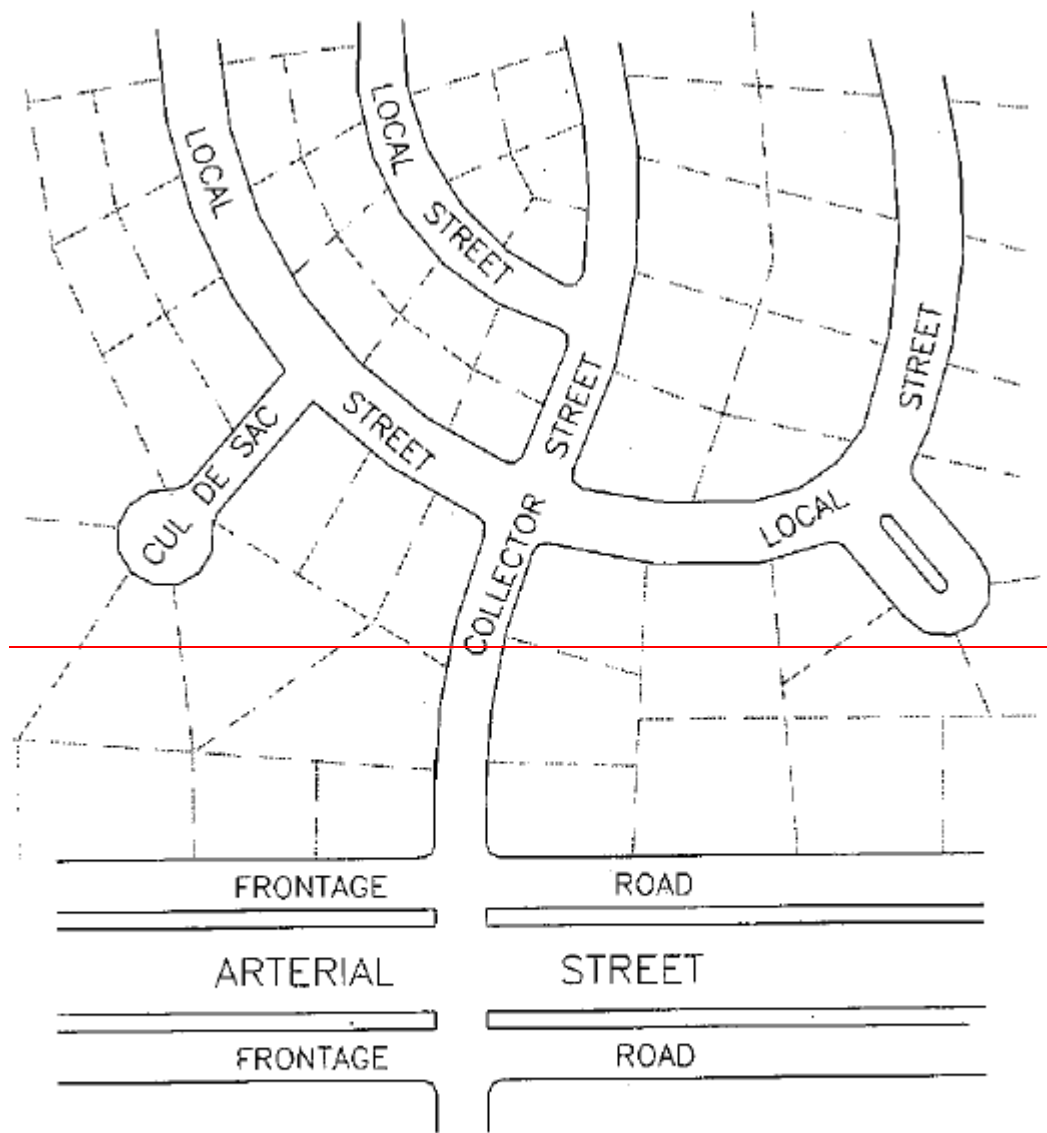 LOCAL STREET
LOCAL STREET
STREET
COLLECTOR
LOCAL
STREET
CUL DE SAC
FRONTAGE ROAD
ARTERIAL STREET
FRONTAGE ROAD